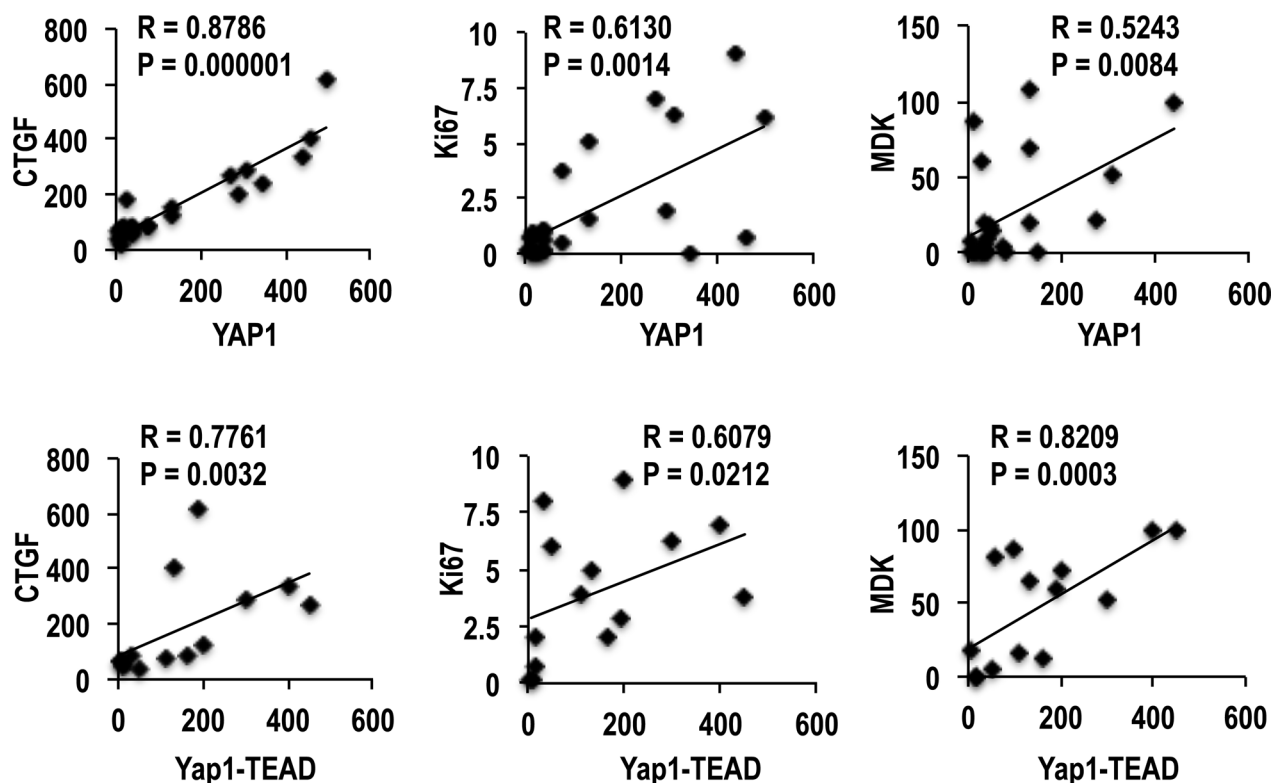 R = 0.8786
P = 0.000001
CTGF
800
600
400
200
0
0 200 400 600
YAP1
R = 0.6130
P = 0.0014
Ki67
10
7.5
5
2.5
0
0 200 400 600
YAP1
R = 0.5243
P = 0.0084
MDK
150
100
50
0
0 200 400 600
YAP1
R = 0.7761
P = 0.0032
CTGF
800
600
400
200
0
0 200 400 600
Yap1-TEAD
R = 0.6079
P = 0.0212
Ki67
10
7.5
5
2.5
0
0 200 400 600
Yap1-TEAD
R = 0.8209
P = 0.0003
MDK
150
100
50
0
0 200 400 600
Yap1-TEAD